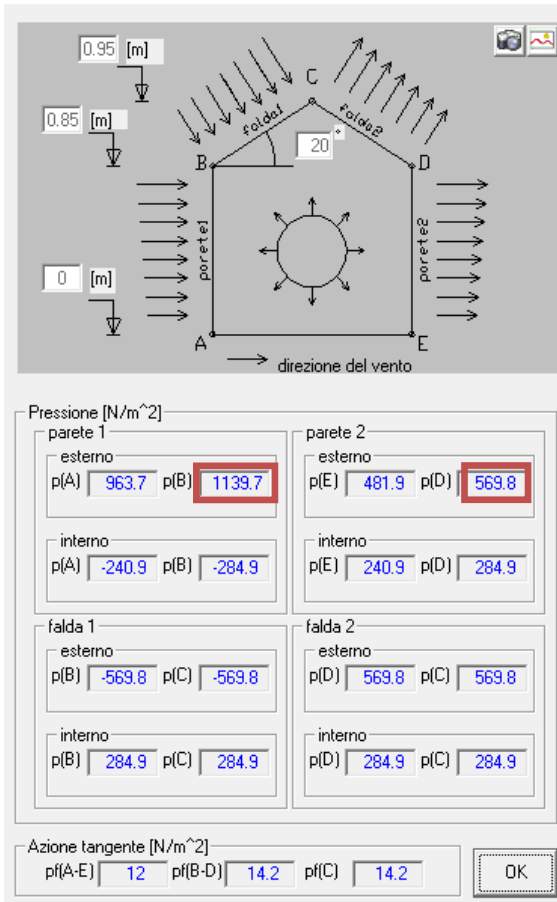 0.95 [m]
C
0.85 [m]
falda1
falda2
20 °
B
D
parete1
parete2
0 [m]
A
E
direzione del vento
Pressione [N/m^2]
parete 1
esterno
p(A) 963.7 p(B) 1139.7
interno
p(A) -240.9 p(B) -284.9
parete 2
esterno
p(E) 481.9 p(D) 569.8
interno
p(E) 240.9 p(D) 284.9
falda 1
esterno
p(B) -569.8 p(C) -569.8
interno
p(B) 284.9 p(C) 284.9
falda 2
esterno
p(D) 569.8 p(C) 569.8
interno
p(D) 284.9 p(C) 284.9
Azione tangente [N/m^2]
pf(A-E) 12 pf(B-D) 14.2 pf(C) 14.2
OK